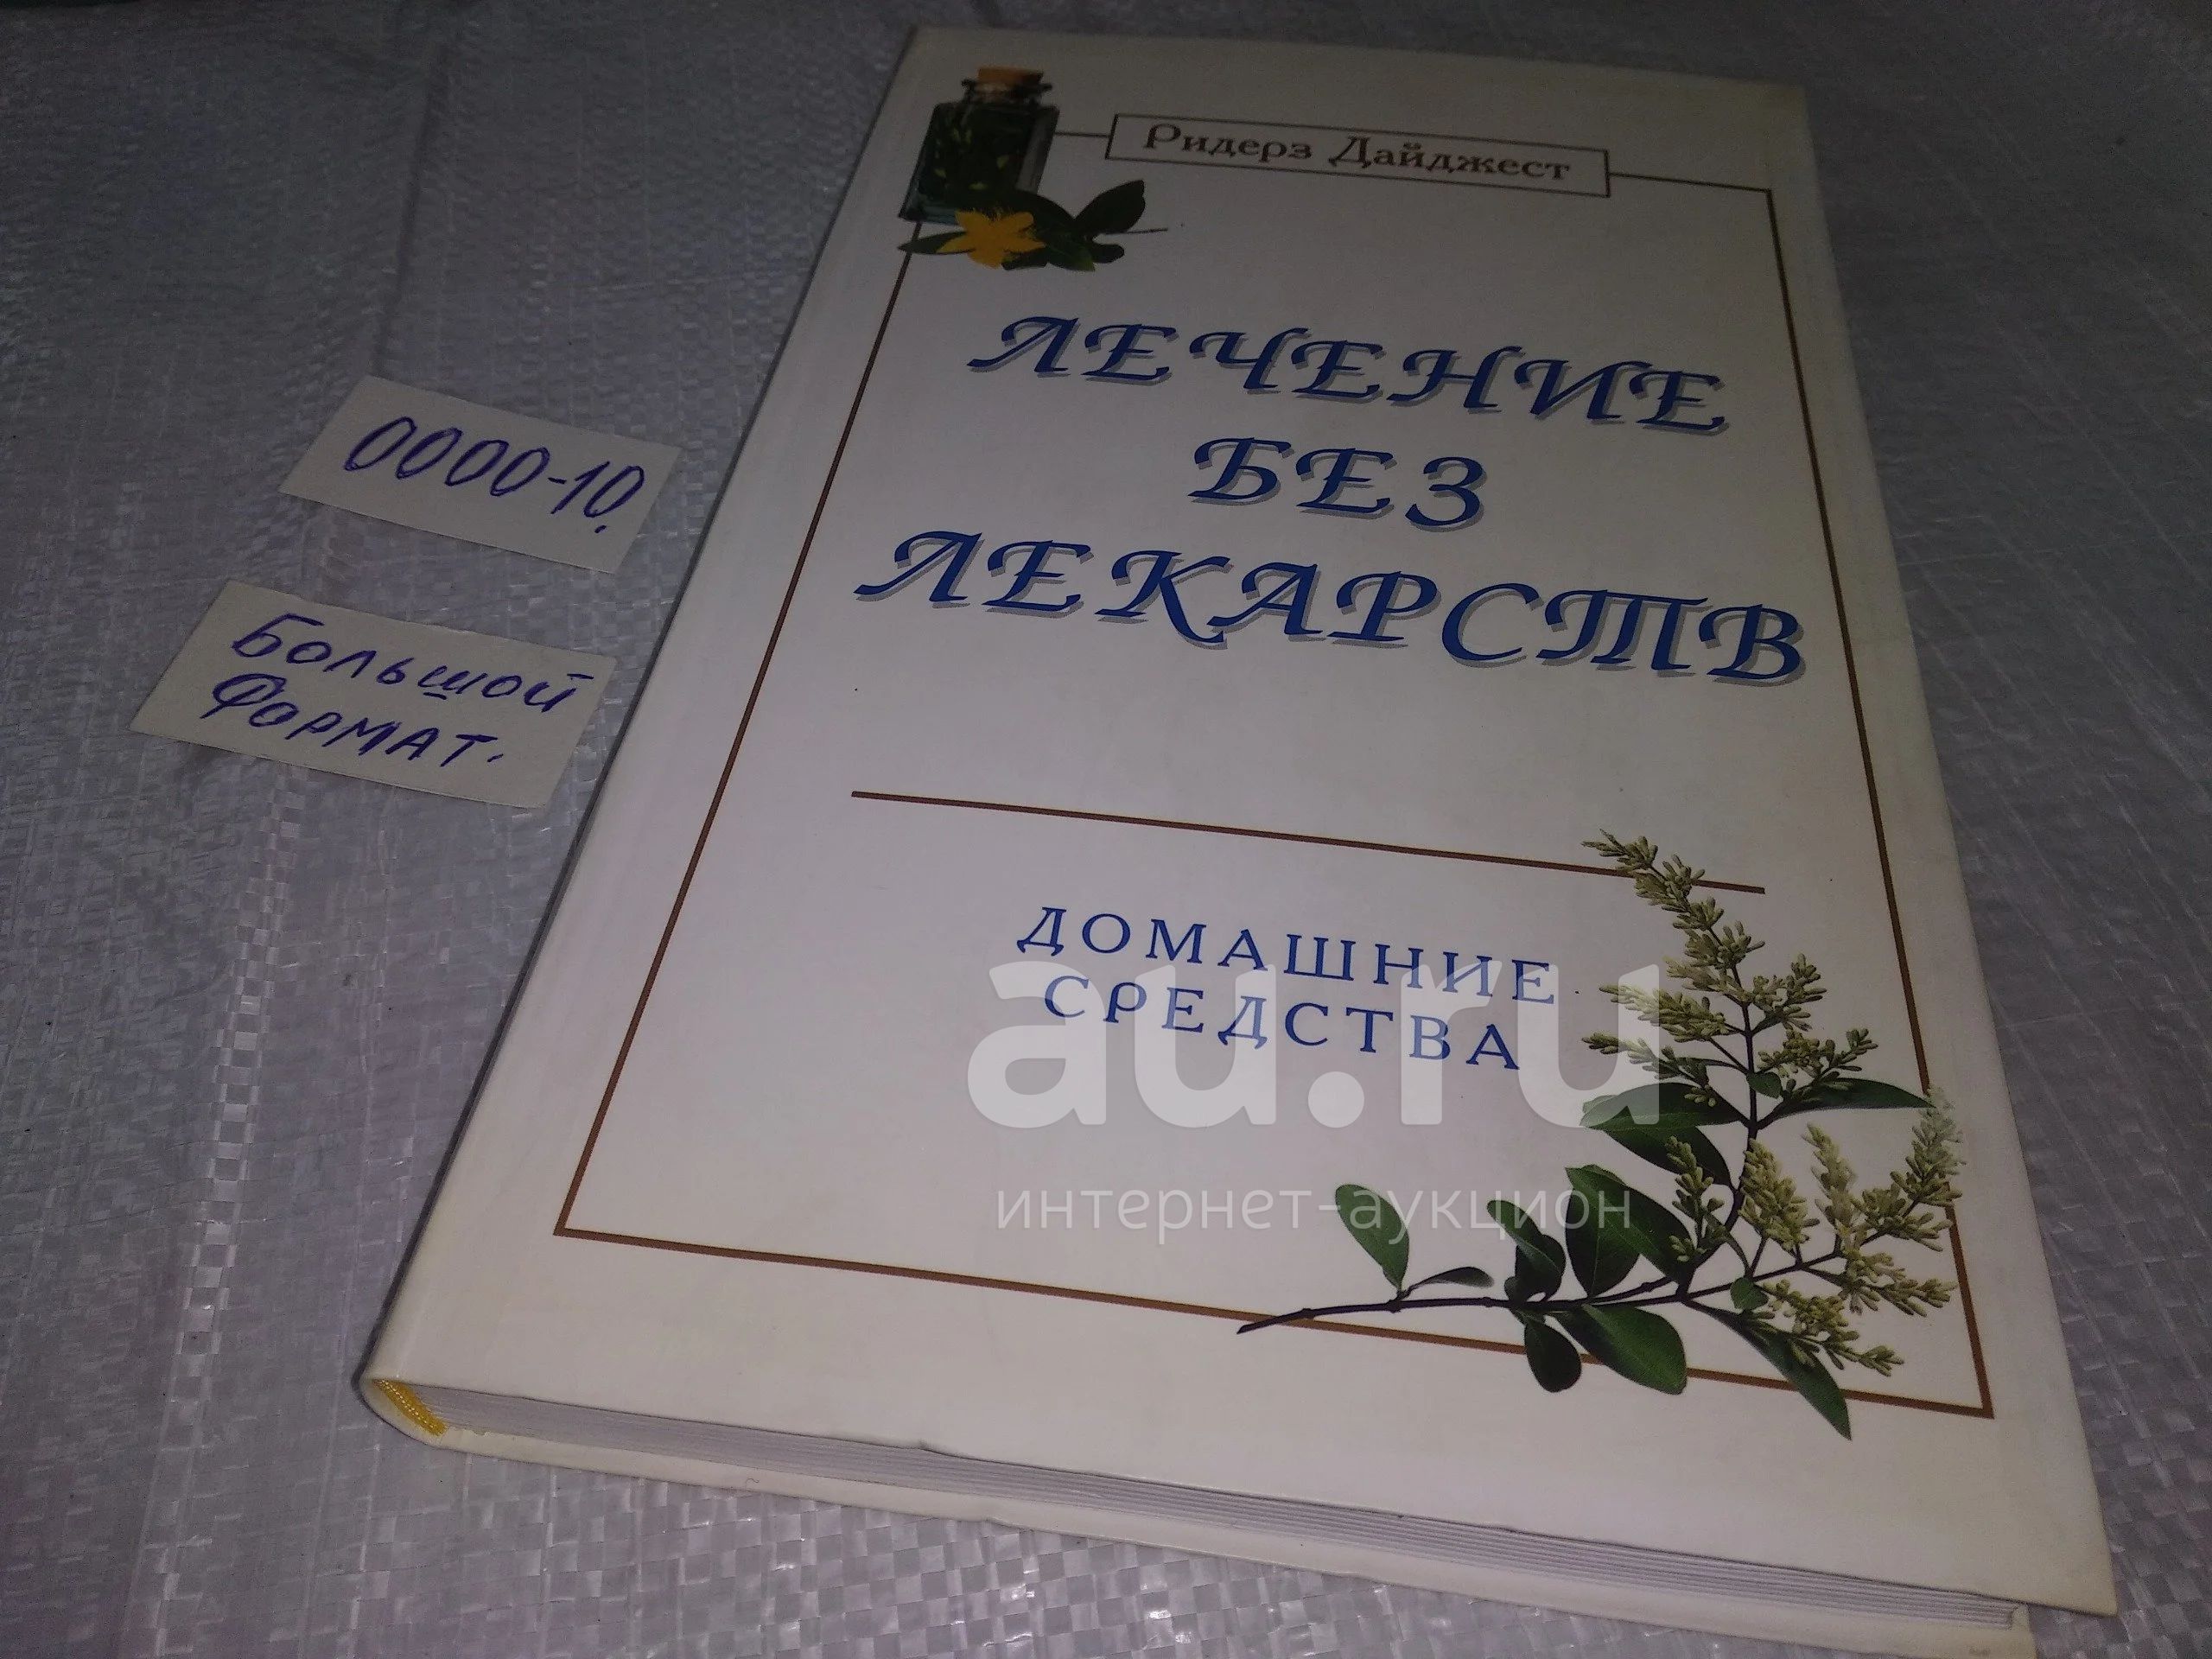 Ридерз Дайджест
ЛЕЧЕНИЕ
БЕЗ
ЛЕКАРСТВ
0000-10.
Большой
Формат.
ДОМАШНИЕ
СРЕДСТВА
au.ru
интернет-аукцион